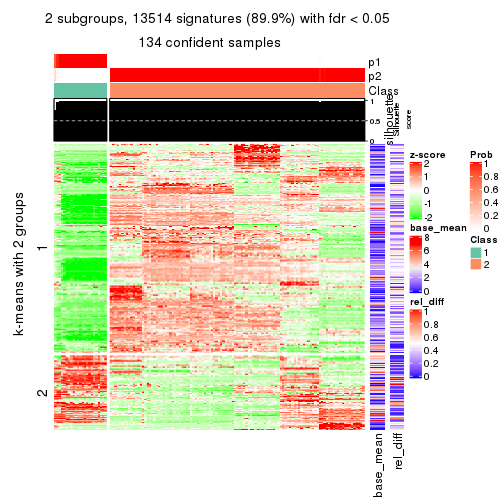 2 subgroups, 13514 signatures (89.9%) with fdr < 0.05
134 confident samples
p1
p2
Class
1
0.5
0
silhouette
Silhouette
score
k-means with 2 groups
1
2
base_mean
rel_diff
z-score
2
1
0
-1
-2
base_mean
8
6
4
2
0
rel_diff
1
0.8
0.6
0.4
0.2
0
Prob
1
0.8
0.6
0.4
0.2
0
Class
1
2